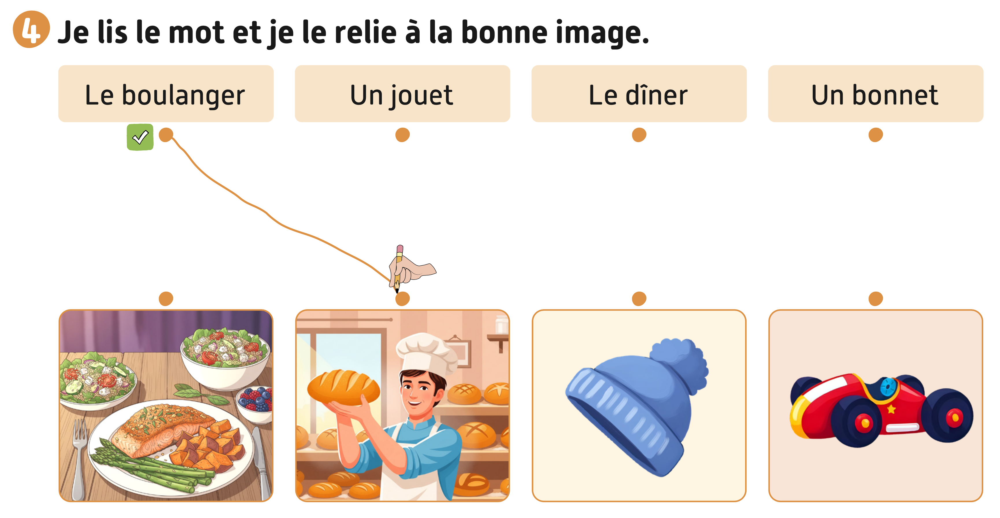 4 Je lis le mot et je le relie à la bonne image.
Le boulanger
Un jouet
Le dîner
Un bonnet